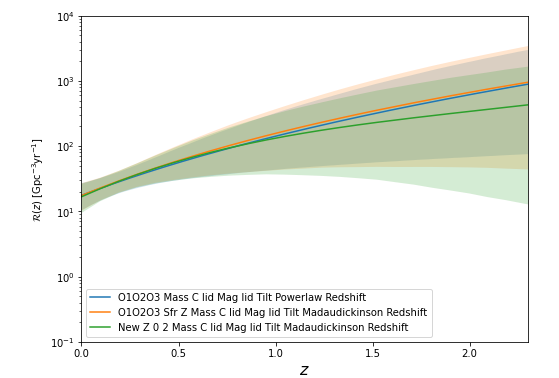 10^4
10^3
10^2
10^1
10^0
10^-1
R(z) [Gpc^-3yr^-1]
O1O2O3 Mass C Iid Mag Iid Tilt Powerlaw Redshift
O1O2O3 Sfr Z Mass C Iid Mag Iid Tilt Madaudickinson Redshift
New Z 0 2 Mass C Iid Mag Iid Tilt Madaudickinson Redshift
0.0 0.5 1.0 1.5 2.0
z